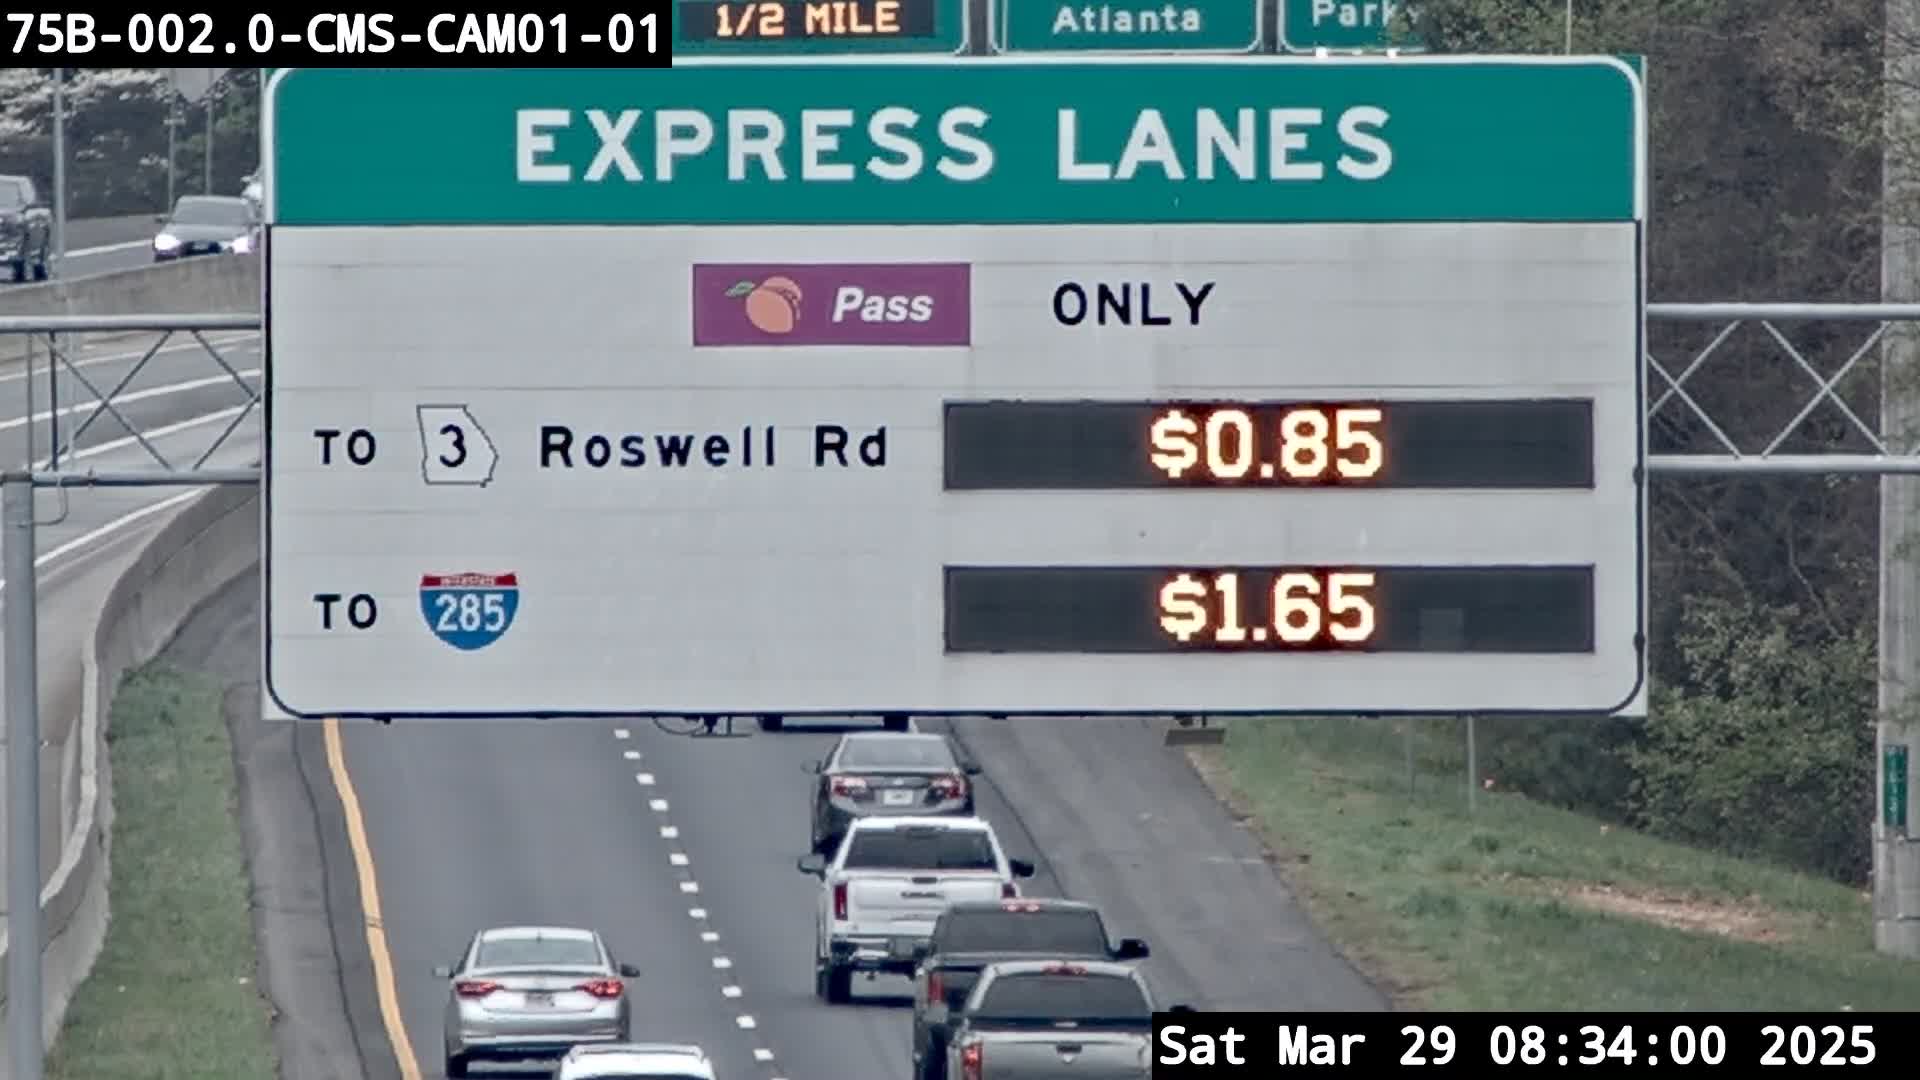 75B-002.0-CMS-CAM01-01
1/2 MILE
Atlanta
EXPRESS LANES
Pass ONLY
TO 3 Roswell Rd $0.85
INTERSTATE
TO 285 $1.65
Sat Mar 29 08:34:00 2025